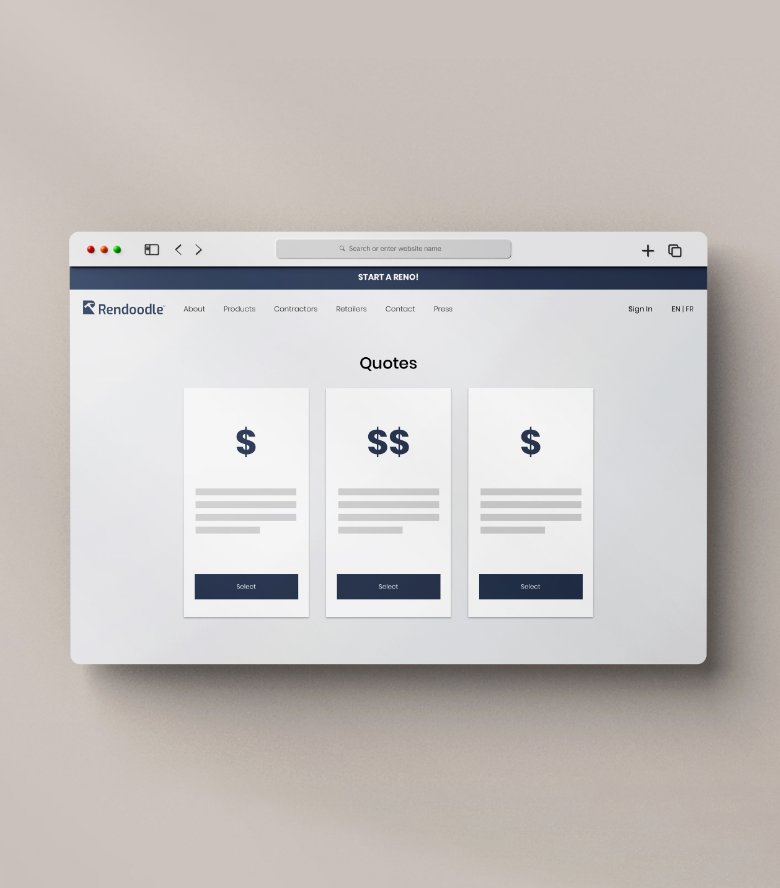 Search or enter website name
START A RENO!
Rendoodle About Products Contractors Retailers Contact Press Sign In EN | FR
Quotes
$ $$ $
Select Select Select